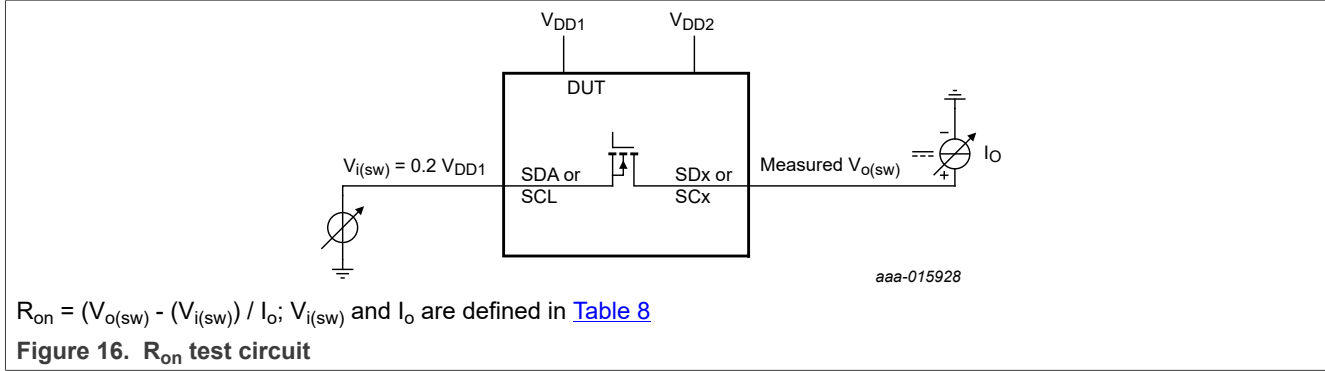 VDD1 VDD2
DUT
Vi(sw) = 0.2 VDD1
SDA or
SCL
SDx or
SCx
Measured Vo(sw)
−
+
IO
aaa-015928
Ron = (Vo(sw) - (Vi(sw)) / Io; Vi(sw) and Io are defined in Table 8
Figure 16. Ron test circuit